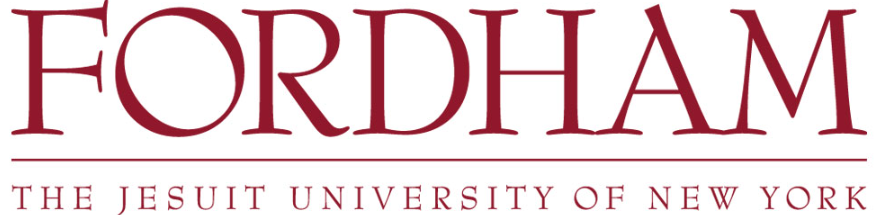 FORDHAM
THE JESUIT UNIVERSITY OF NEW YORK